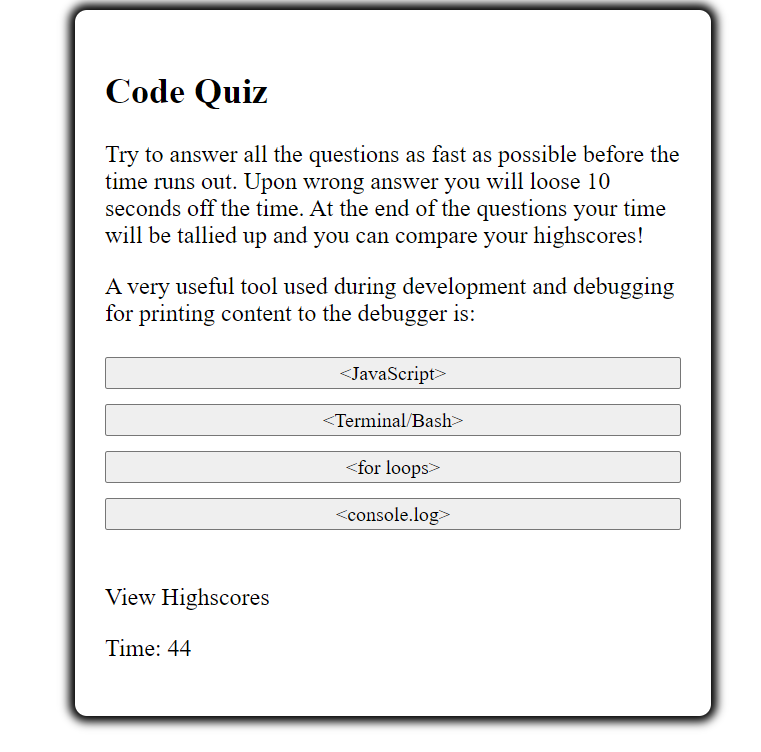 Code Quiz
Try to answer all the questions as fast as possible before the
time runs out. Upon wrong answer you will loose 10
seconds off the time. At the end of the questions your time
will be tallied up and you can compare your highscores!
A very useful tool used during development and debugging
for printing content to the debugger is:
<JavaScript>
<Terminal/Bash>
<for loops>
<console.log>
View Highscores
Time: 44